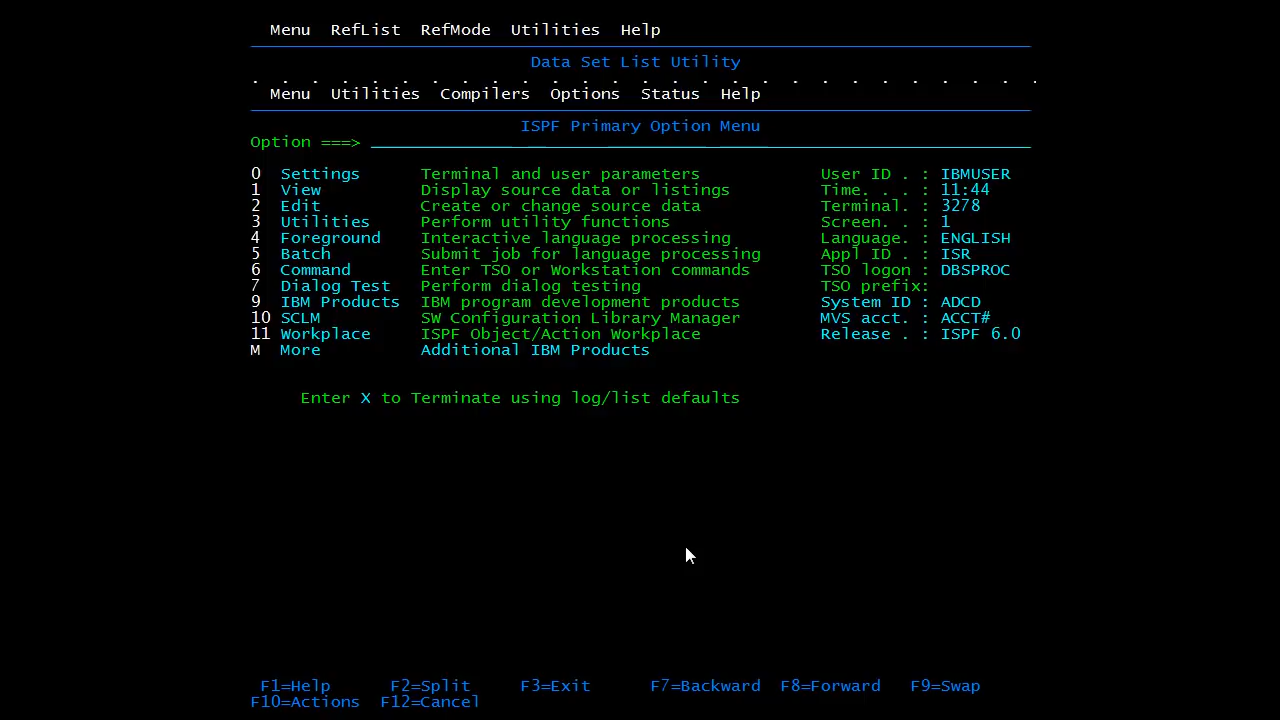 Menu RefList RefMode Utilities Help
Data Set List Utility
. . . . . . . . . . . . . . . . . . . . . . . . . . .
Menu Utilities Compilers Options Status Help
ISPF Primary Option Menu
Option ===>
0 Settings Terminal and user parameters User ID . : IBMUSER
1 View Display source data or listings Time. . . : 11:44
2 Edit Create or change source data Terminal. : 3278
3 Utilities Perform utility functions Screen. . : 1
4 Foreground Interactive language processing Language. : ENGLISH
5 Batch Submit job for language processing Appl ID . : ISR
6 Command Enter TSO or Workstation commands TSO logon : DBSPROC
7 Dialog Test Perform dialog testing TSO prefix:
9 IBM Products IBM program development products System ID : ADCD
10 SCLM SW Configuration Library Manager MVS acct. : ACCT#
11 Workplace ISPF Object/Action Workplace Release . : ISPF 6.0
M More Additional IBM Products
Enter X to Terminate using log/list defaults
F1=Help F2=Split F3=Exit F7=Backward F8=Forward F9=Swap
F10=Actions F12=Cancel